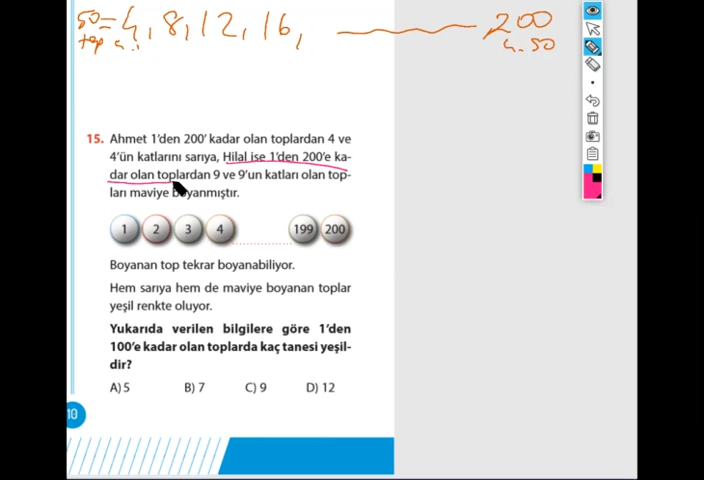 50= 4, 8, 12, 16, 200
top 4.1 4.50
15. Ahmet 1'den 200' kadar olan toplardan 4 ve
4'ün katlarını sarıya, Hilal ise 1'den 200'e ka-
dar olan toplardan 9 ve 9'un katları olan top-
ları maviye boyanmıştır.
1 2 3 4 .................. 199 200
Boyanan top tekrar boyanabiliyor.
Hem sarıya hem de maviye boyanan toplar
yeşil renkte oluyor.
Yukarıda verilen bilgilere göre 1'den
100'e kadar olan toplarda kaç tanesi yeşil-
dir?
A) 5 B) 7 C) 9 D) 12
10